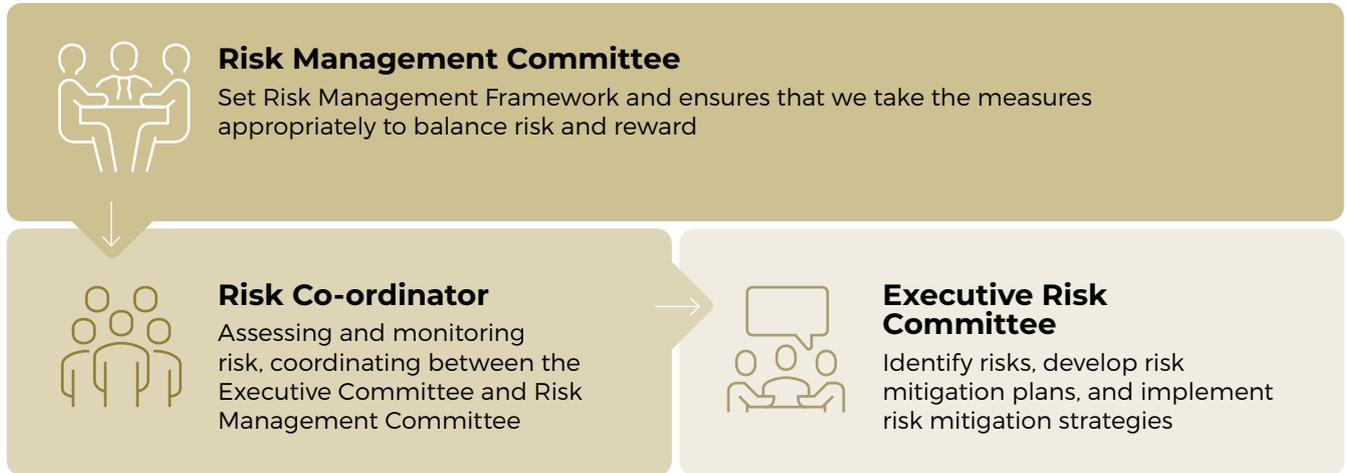 Risk Management Committee
Set Risk Management Framework and ensures that we take the measures
appropriately to balance risk and reward
Risk Co-ordinator
Assessing and monitoring
risk, coordinating between the
Executive Committee and Risk
Management Committee
Executive Risk
Committee
Identify risks, develop risk
mitigation plans, and implement
risk mitigation strategies